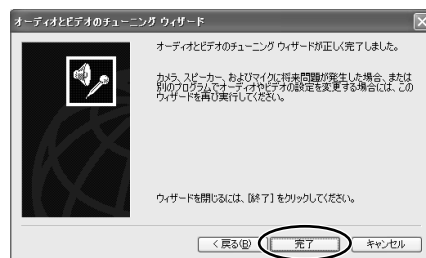 オーディオとビデオのチューニング ウィザード
オーディオとビデオのチューニング ウィザードが正しく完了しました。
カメラ、スピーカー、およびマイクに将来問題が発生した場合、または
別のプログラムでオーディオやビデオの設定を変更する場合には、この
ウィザードを再び実行してください。
ウィザードを閉じるには、[終了] をクリックしてください。
< 戻る(B)
完了
キャンセル